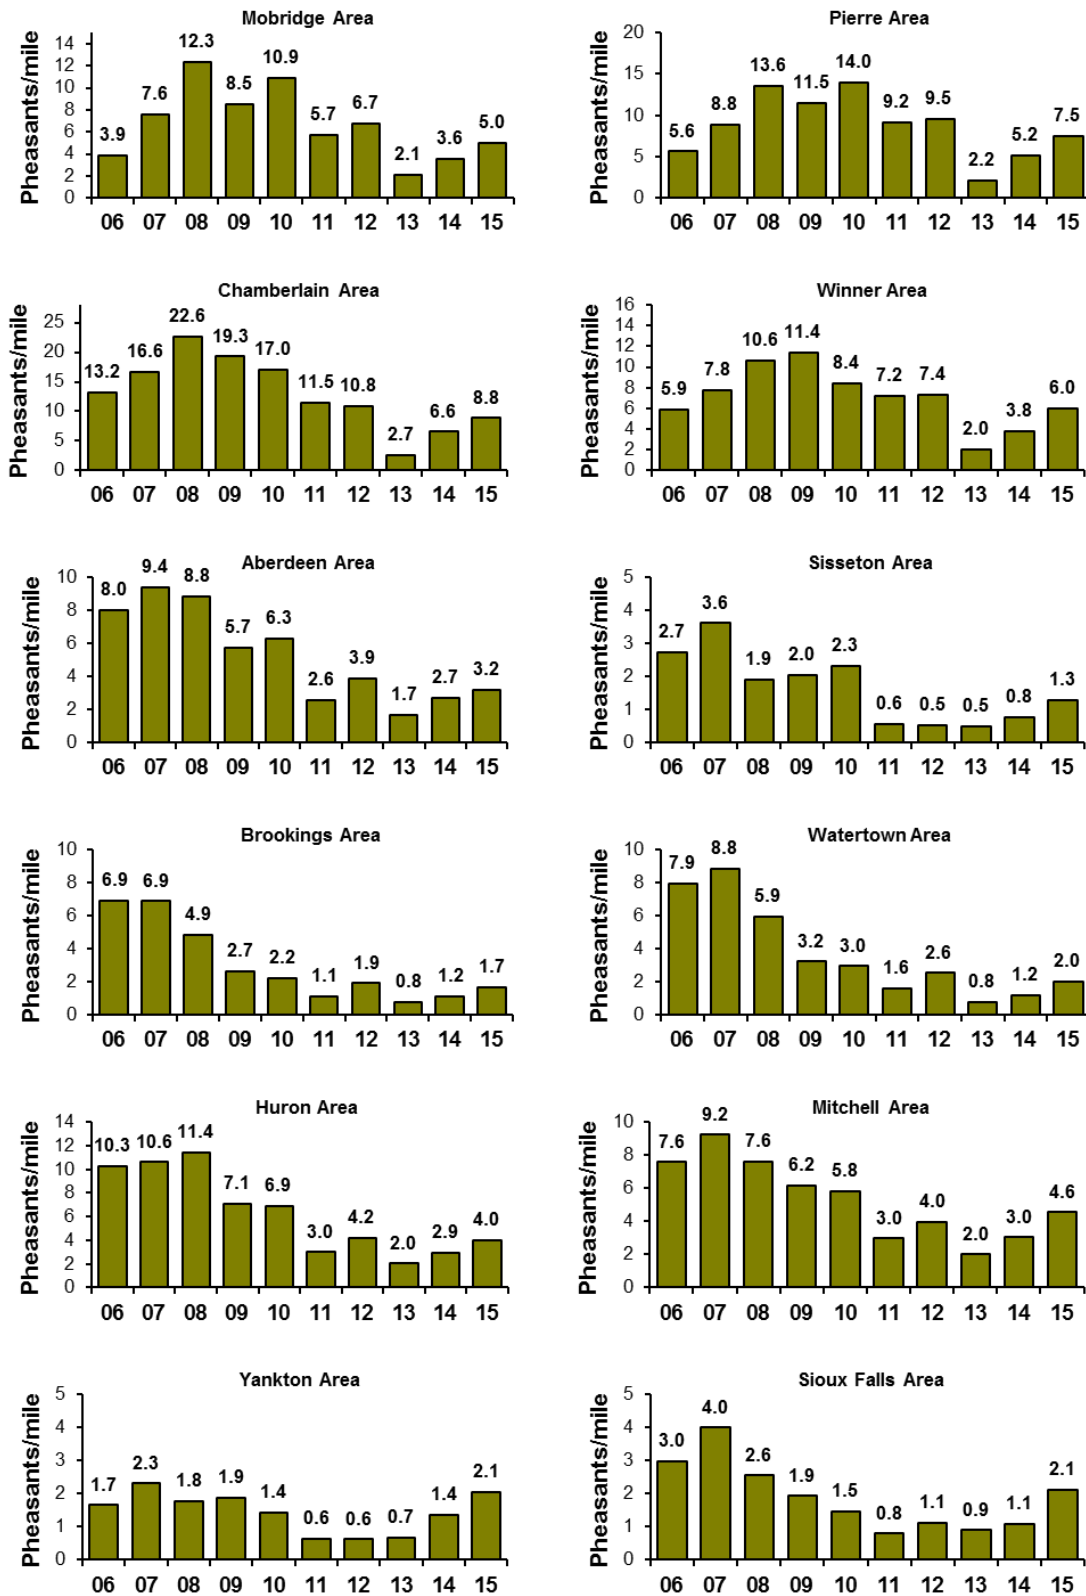 Mobridge Area
Pheasants/mile
14
12
10
8
6
4
2
0
3.9 7.6 12.3 8.5 10.9 5.7 6.7 2.1 3.6 5.0
06 07 08 09 10 11 12 13 14 15
Pierre Area
Pheasants/mile
20
15
10
5
0
5.6 8.8 13.6 11.5 14.0 9.2 9.5 2.2 5.2 7.5
06 07 08 09 10 11 12 13 14 15
Chamberlain Area
Pheasants/mile
25
20
15
10
5
0
13.2 16.6 22.6 19.3 17.0 11.5 10.8 2.7 6.6 8.8
06 07 08 09 10 11 12 13 14 15
Winner Area
Pheasants/mile
16
14
12
10
8
6
4
2
0
5.9 7.8 10.6 11.4 8.4 7.2 7.4 2.0 3.8 6.0
06 07 08 09 10 11 12 13 14 15
Aberdeen Area
Pheasants/mile
10
8
6
4
2
0
8.0 9.4 8.8 5.7 6.3 2.6 3.9 1.7 2.7 3.2
06 07 08 09 10 11 12 13 14 15
Sisseton Area
Pheasants/mile
5
4
3
2
1
0
2.7 3.6 1.9 2.0 2.3 0.6 0.5 0.5 0.8 1.3
06 07 08 09 10 11 12 13 14 15
Brookings Area
Pheasants/mile
10
8
6
4
2
0
6.9 6.9 4.9 2.7 2.2 1.1 1.9 0.8 1.2 1.7
06 07 08 09 10 11 12 13 14 15
Watertown Area
Pheasants/mile
10
8
6
4
2
0
7.9 8.8 5.9 3.2 3.0 1.6 2.6 0.8 1.2 2.0
06 07 08 09 10 11 12 13 14 15
Huron Area
Pheasants/mile
14
12
10
8
6
4
2
0
10.3 10.6 11.4 7.1 6.9 3.0 4.2 2.0 2.9 4.0
06 07 08 09 10 11 12 13 14 15
Mitchell Area
Pheasants/mile
10
8
6
4
2
0
7.6 9.2 7.6 6.2 5.8 3.0 4.0 2.0 3.0 4.6
06 07 08 09 10 11 12 13 14 15
Yankton Area
Pheasants/mile
5
4
3
2
1
0
1.7 2.3 1.8 1.9 1.4 0.6 0.6 0.7 1.4 2.1
06 07 08 09 10 11 12 13 14 15
Sioux Falls Area
Pheasants/mile
5
4
3
2
1
0
3.0 4.0 2.6 1.9 1.5 0.8 1.1 0.9 1.1 2.1
06 07 08 09 10 11 12 13 14 15